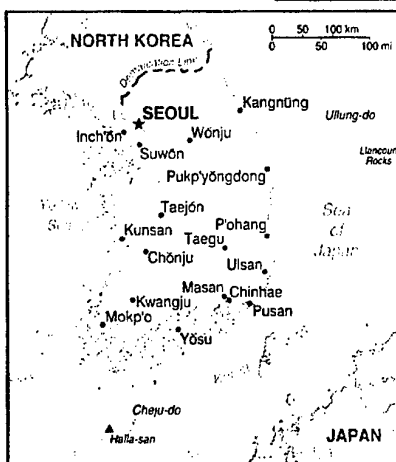 0 50 100 km
0 50 100 mi
NORTH KOREA
Demarcation Line
Kangnŭng
SEOUL
Ullung-do
Inch'ŏn
Wŏnju
Suwŏn
Liancourt
Rocks
Pukp'yŏngdong
Taejŏn
Sea
of
Japan
Kunsan
P'ohang
Taegu
Chŏnju
Ulsan
Masan
Chinhae
Kwangju
Pusan
Mokp'o
Yŏsu
Cheju-do
Halla-san
JAPAN